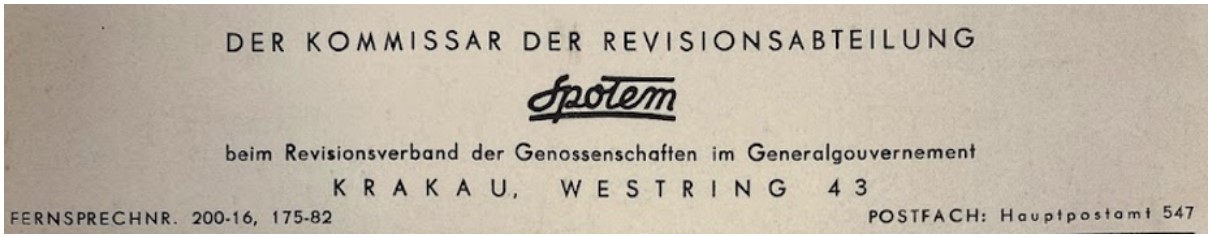 DER KOMMISSAR DER REVISIONSABTEILUNG
Społem
beim Revisionsverband der Genossenschaften im Generalgouvernement
KRAKAU, WESTRING 43
FERNSPRECHNR. 200-16, 175-82 POSTFACH: Hauptpostamt 547